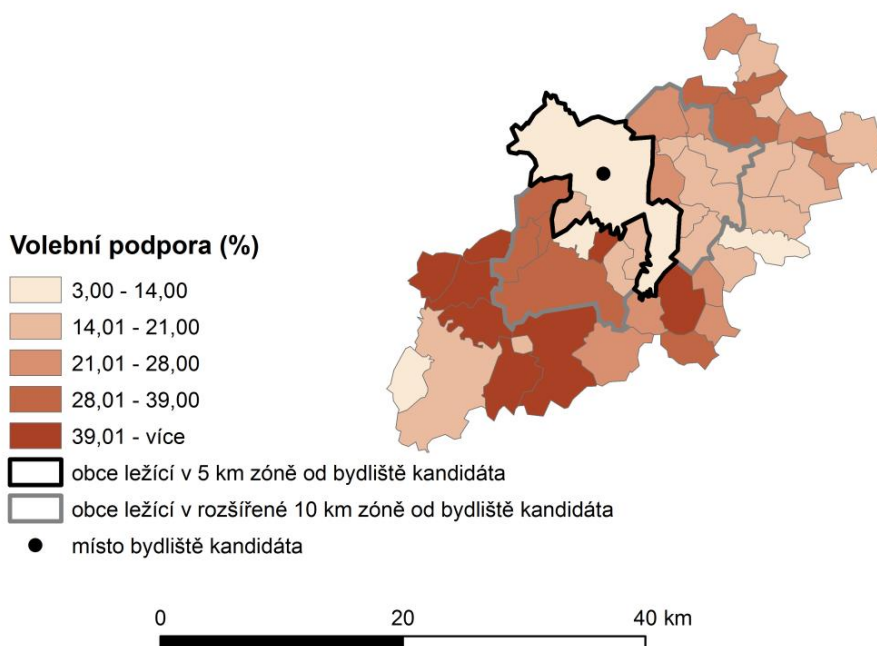 Volební podpora (%)
3,00 - 14,00
14,01 - 21,00
21,01 - 28,00
28,01 - 39,00
39,01 - více
obce ležící v 5 km zóně od bydliště kandidáta
obce ležící v rozšířené 10 km zóně od bydliště kandidáta
místo bydliště kandidáta
0 20 40 km